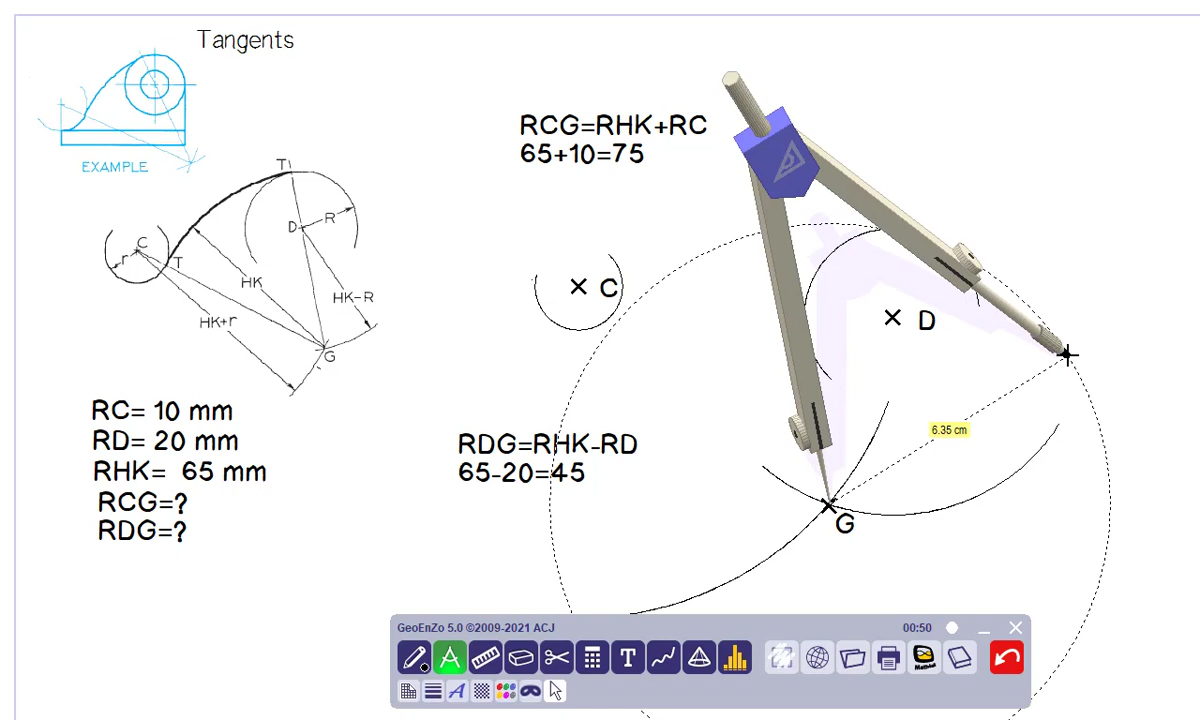 Tangents
EXAMPLE
T1
D
R
C
r
T
HK
HK-R
HK+r
G
RC= 10 mm
RD= 20 mm
RHK= 65 mm
RCG=?
RDG=?
RCG=RHK+RC
65+10=75
C
D
6.35 cm
RDG=RHK-RD
65-20=45
G
GeoEnZo 5.0 ©2009-2021 ACJ 00:50
T
A